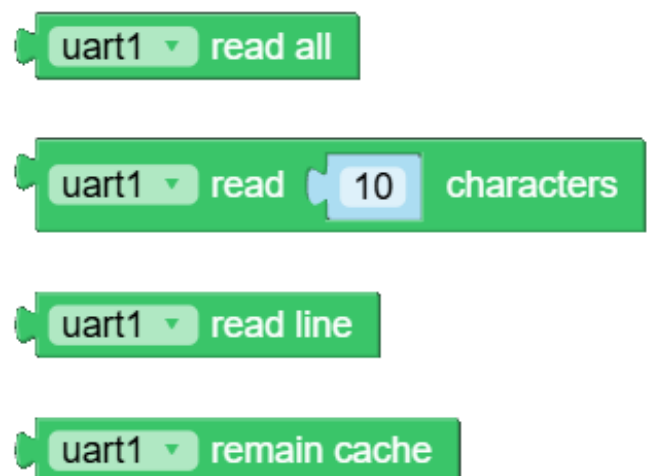 uart1 read all
uart1 read 10 characters
uart1 read line
uart1 remain cache